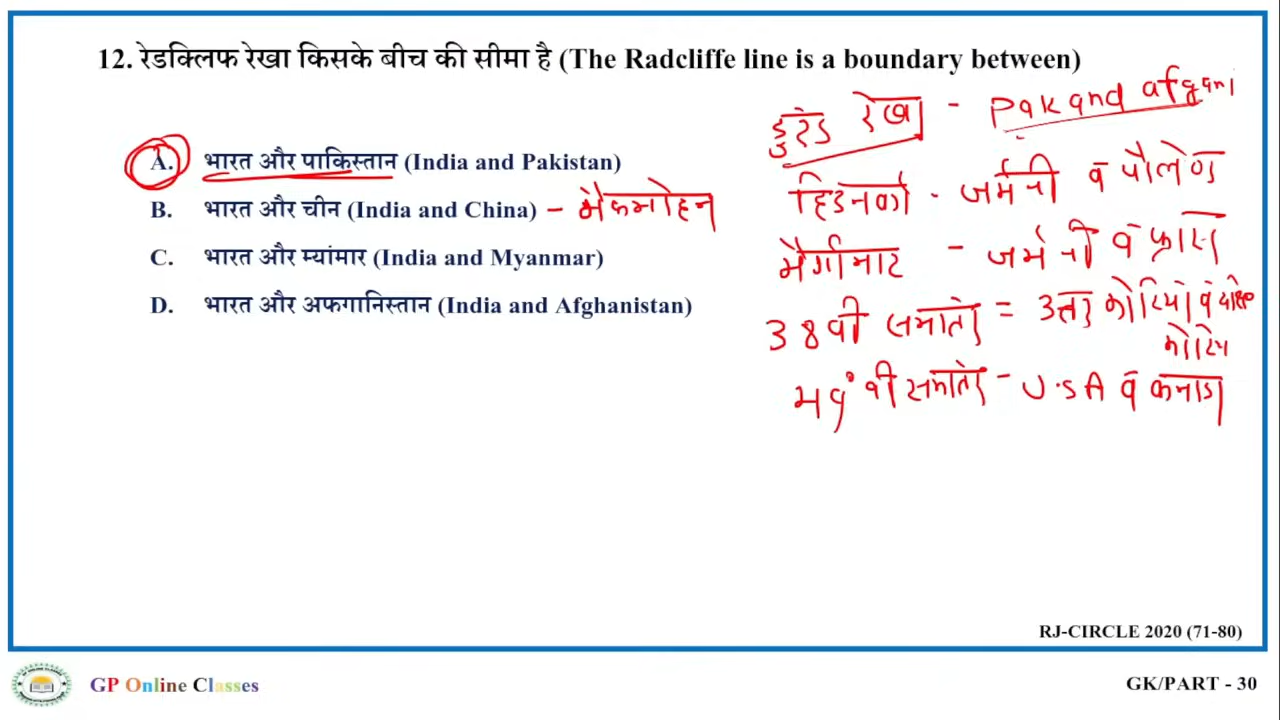 12. रेडक्लिफ रेखा किसके बीच की सीमा है (The Radcliffe line is a boundary between)
A. भारत और पाकिस्तान (India and Pakistan)
B. भारत और चीन (India and China) - मैकमोहन
C. भारत और म्यांमार (India and Myanmar)
D. भारत और अफगानिस्तान (India and Afghanistan)
डुरंड रेखा - Pak and afgani
हिडनबर्ग - जर्मनी व पौलेण्ड
मैगीनाट - जर्मनी व फ्रांस
38 वी समांतर = उत्तर कोरिया व
कोरिया
49° वी समांतर - U.S.A व कनाडा
RJ-CIRCLE 2020 (71-80)
GP Online Classes
GK/PART - 30